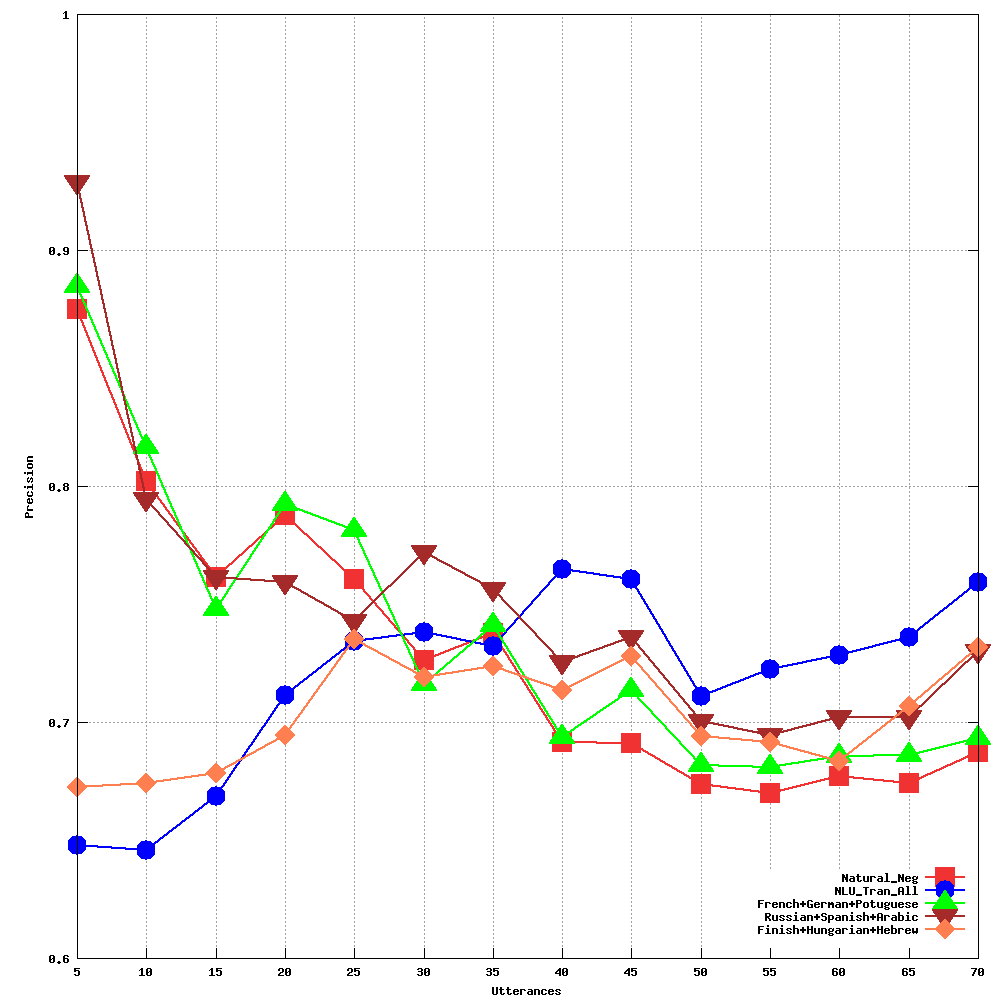 1
0.9
0.8
0.7
0.6
Precision
5 10 15 20 25 30 35 40 45 50 55 60 65 70
Utterances
Natural_Neg
NLU_Tran_All
French+German+Potuguese
Russian+Spanish+Arabic
Finish+Hungarian+Hebrew